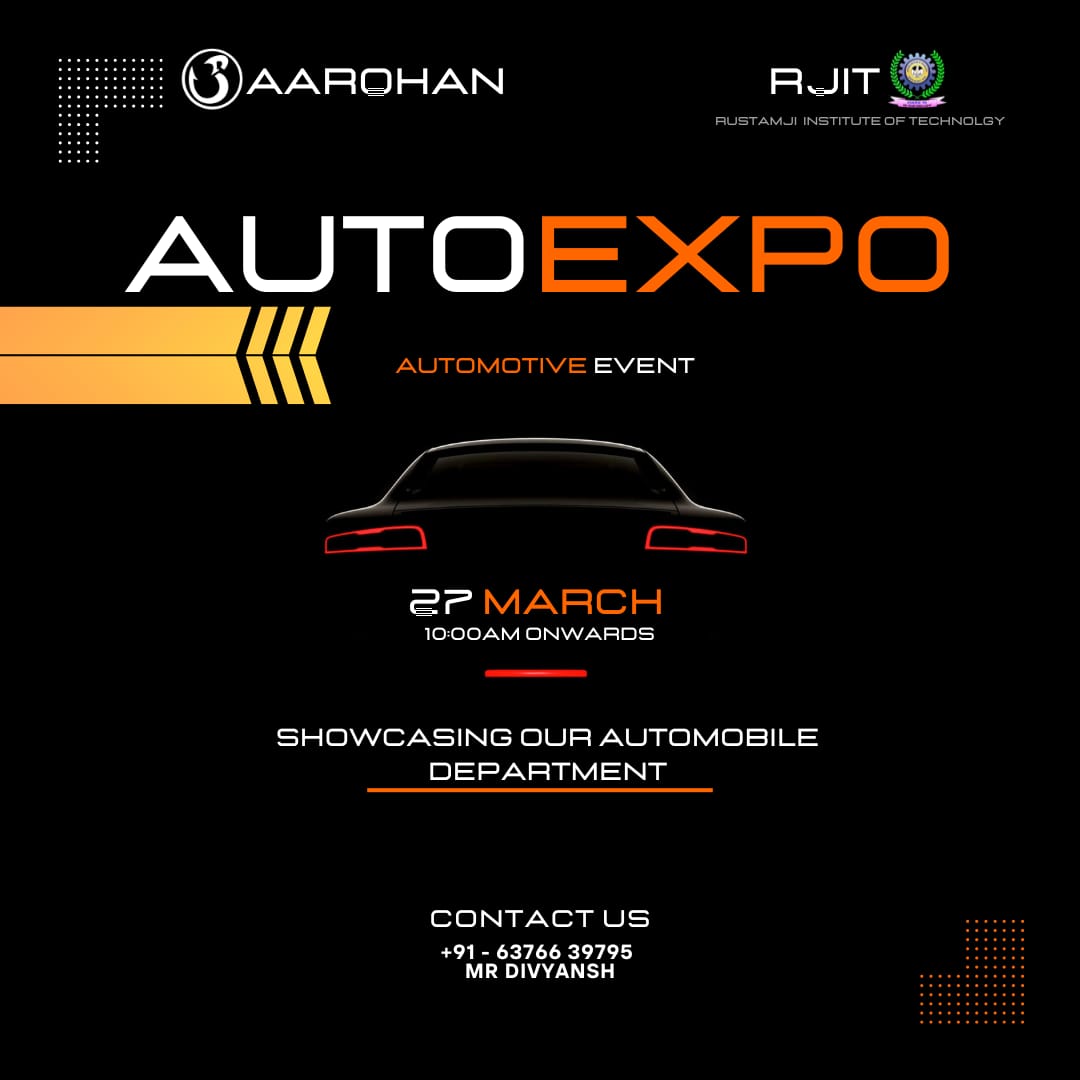 AAROHAN
RJIT
RUSTAMJI INSTITUTE OF TECHNOLGY
AUTOEXPO
AUTOMOTIVE EVENT
27 MARCH
10:00AM ONWARDS
SHOWCASING OUR AUTOMOBILE
DEPARTMENT
CONTACT US
+91 - 63766 39795
MR DIVYANSH